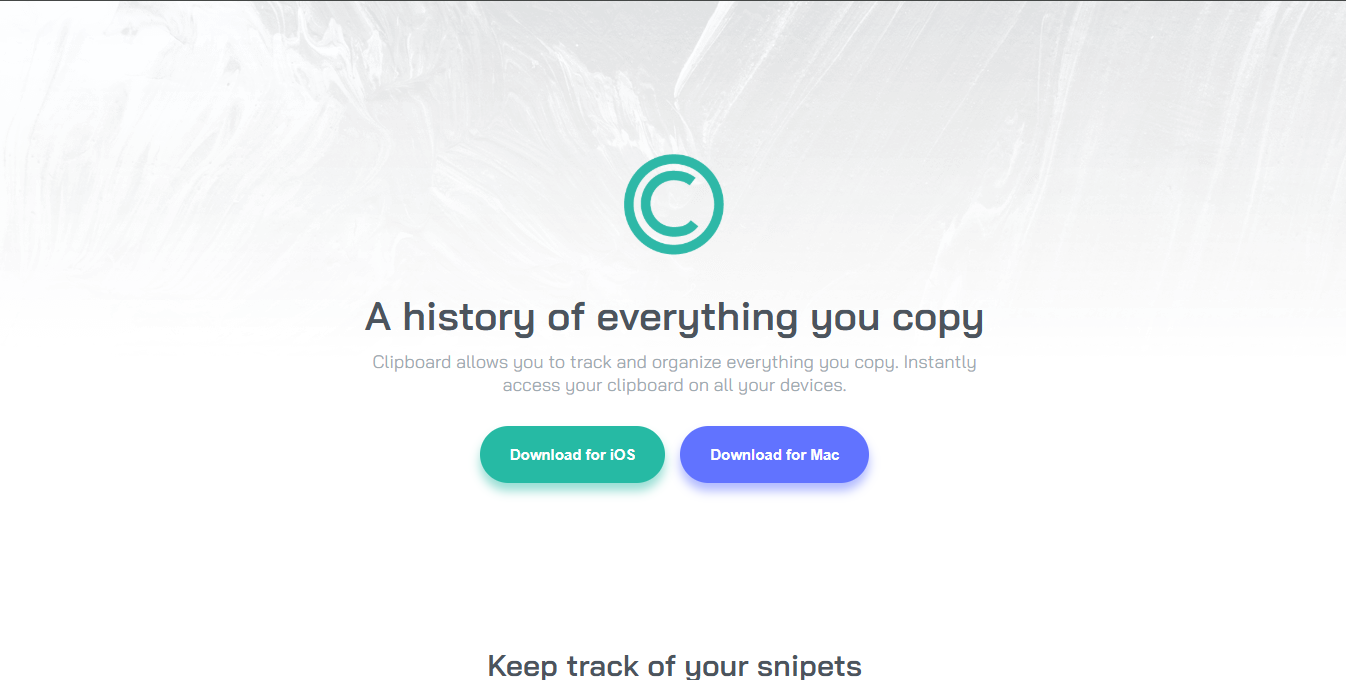 A history of everything you copy
Clipboard allows you to track and organize everything you copy. Instantly
access your clipboard on all your devices.
Download for iOS
Download for Mac
Keep track of your snipets